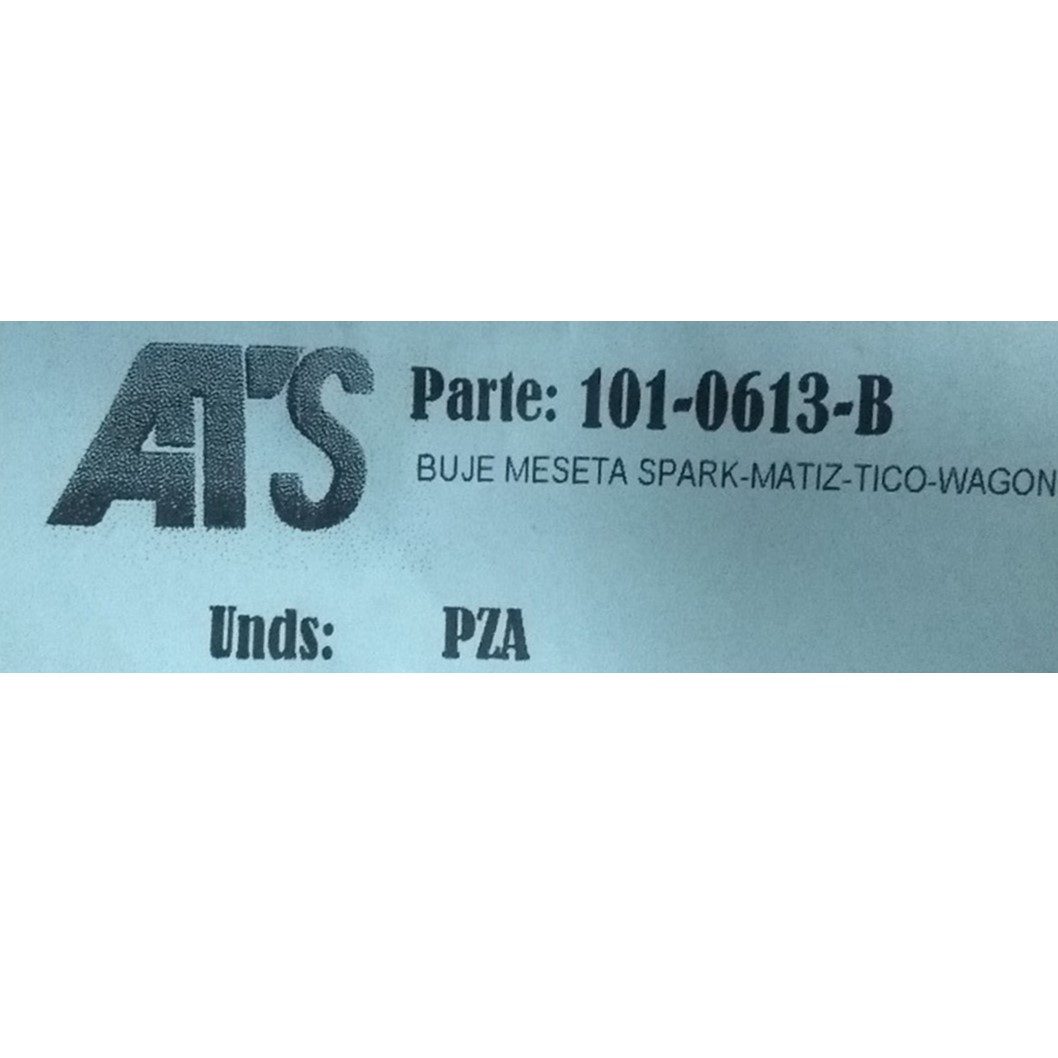 ATS
Parte: 101-0613-B
BUJE MESETA SPARK-MATIZ-TICO-WAGON
Unds: PZA